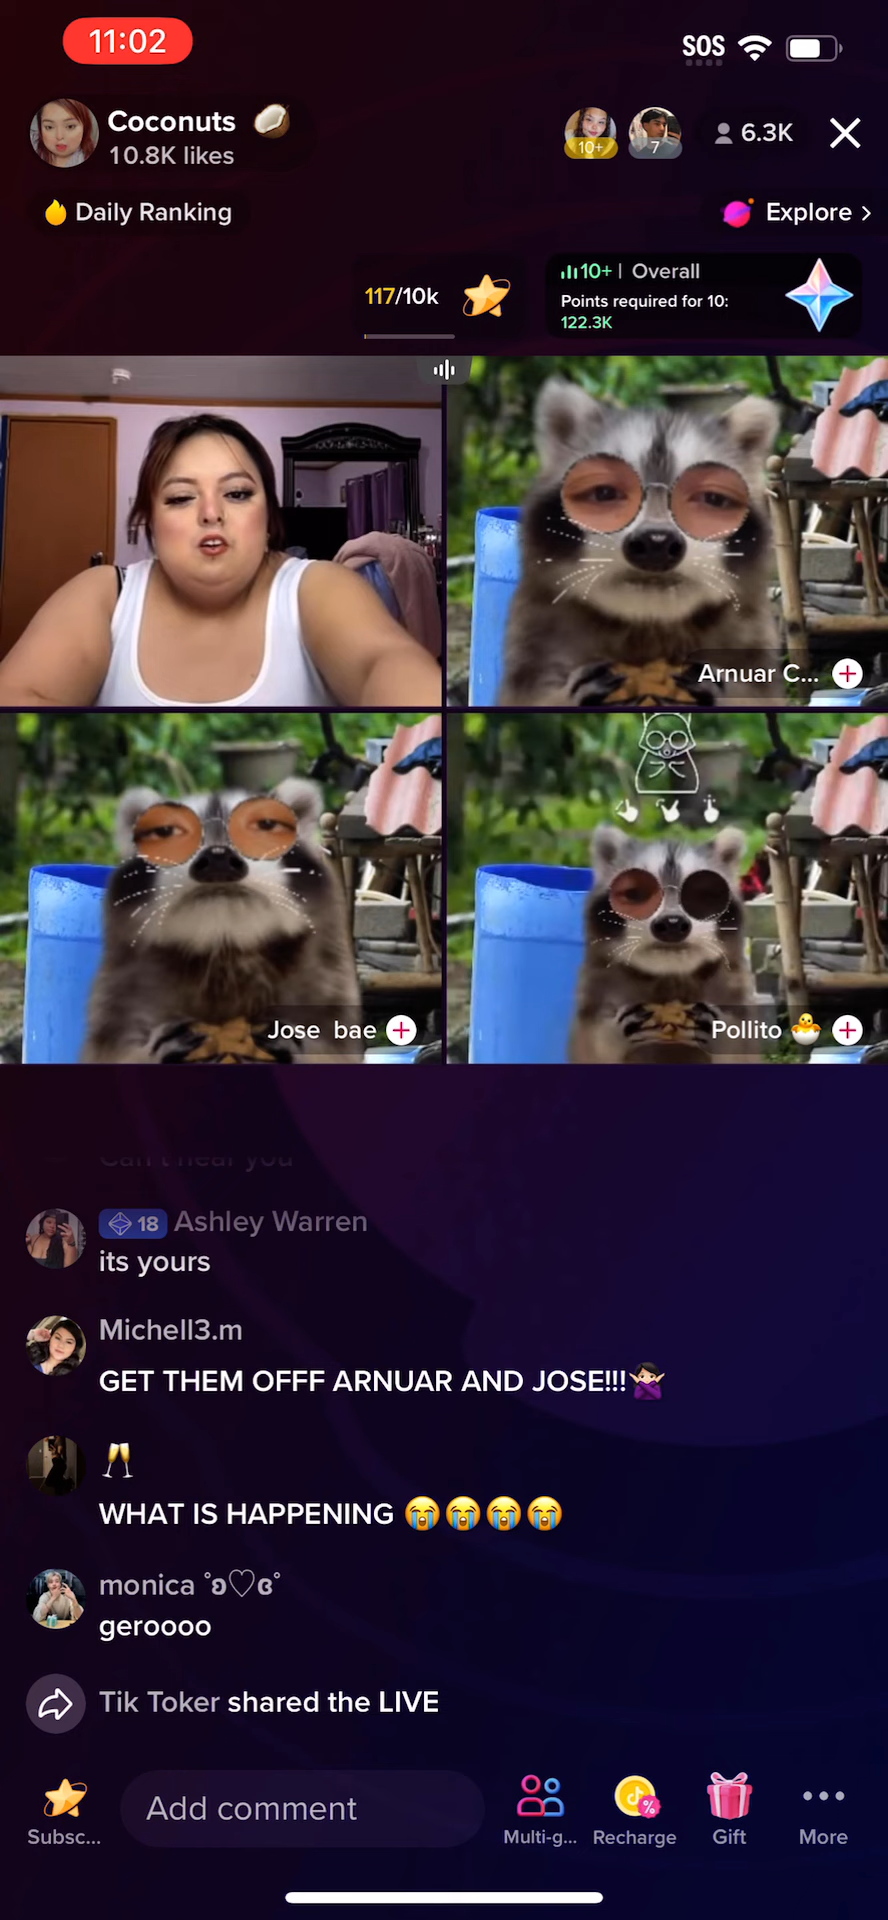 11:02
SOS
Coconuts 🥥
10.8K likes
10+
7
6.3K
Daily Ranking
Explore >
117/10k
10+ | Overall
Points required for 10:
122.3K
Arnuar C...
Jose bae
Pollito 🐣
Can't hear you
18 Ashley Warren
its yours
Michell3.m
GET THEM OFFF ARNUAR AND JOSE!!!🙅🏻‍♀️
🥂
WHAT IS HAPPENING 😭😭😭😭
monica ˚ʚ♡ɞ˚
geroooo
Tik Toker shared the LIVE
Add comment
Subsc...
Multi-g...
Recharge
Gift
More